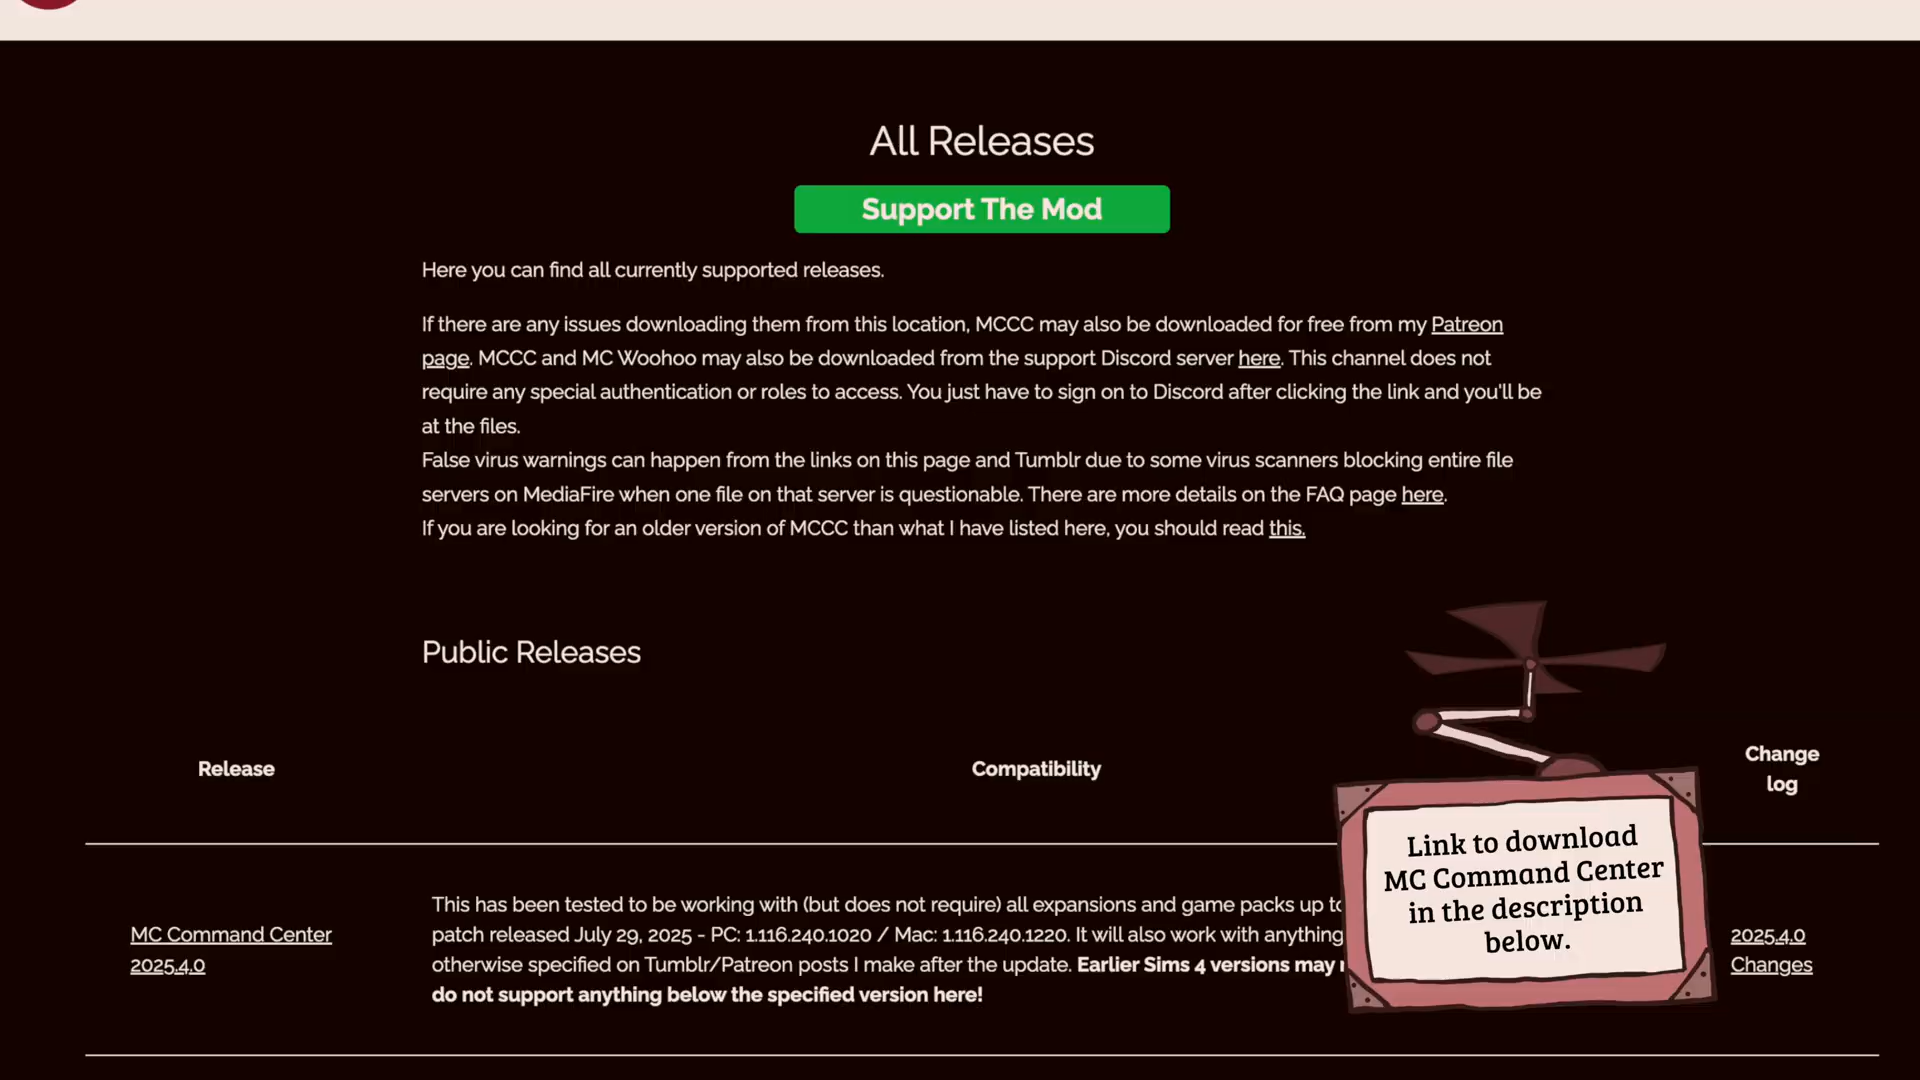 All Releases
Support The Mod
Here you can find all currently supported releases.
If there are any issues downloading them from this location, MCCC may also be downloaded for free from my Patreon
page. MCCC and MC Woohoo may also be downloaded from the support Discord server here. This channel does not
require any special authentication or roles to access. You just have to sign on to Discord after clicking the link and you'll be
at the files.
False virus warnings can happen from the links on this page and Tumblr due to some virus scanners blocking entire file
servers on MediaFire when one file on that server is questionable. There are more details on the FAQ page here.
If you are looking for an older version of MCCC than what I have listed here, you should read this.
Public Releases
Release
Compatibility
Change
log
MC Command Center
2025.4.0
This has been tested to be working with (but does not require) all expansions and game packs up to
patch released July 29, 2025 - PC: 1.116.240.1020 / Mac: 1.116.240.1220. It will also work with anything
otherwise specified on Tumblr/Patreon posts I make after the update. Earlier Sims 4 versions may
do not support anything below the specified version here!
2025.4.0
Changes
Link to download
MC Command Center
in the description
below.